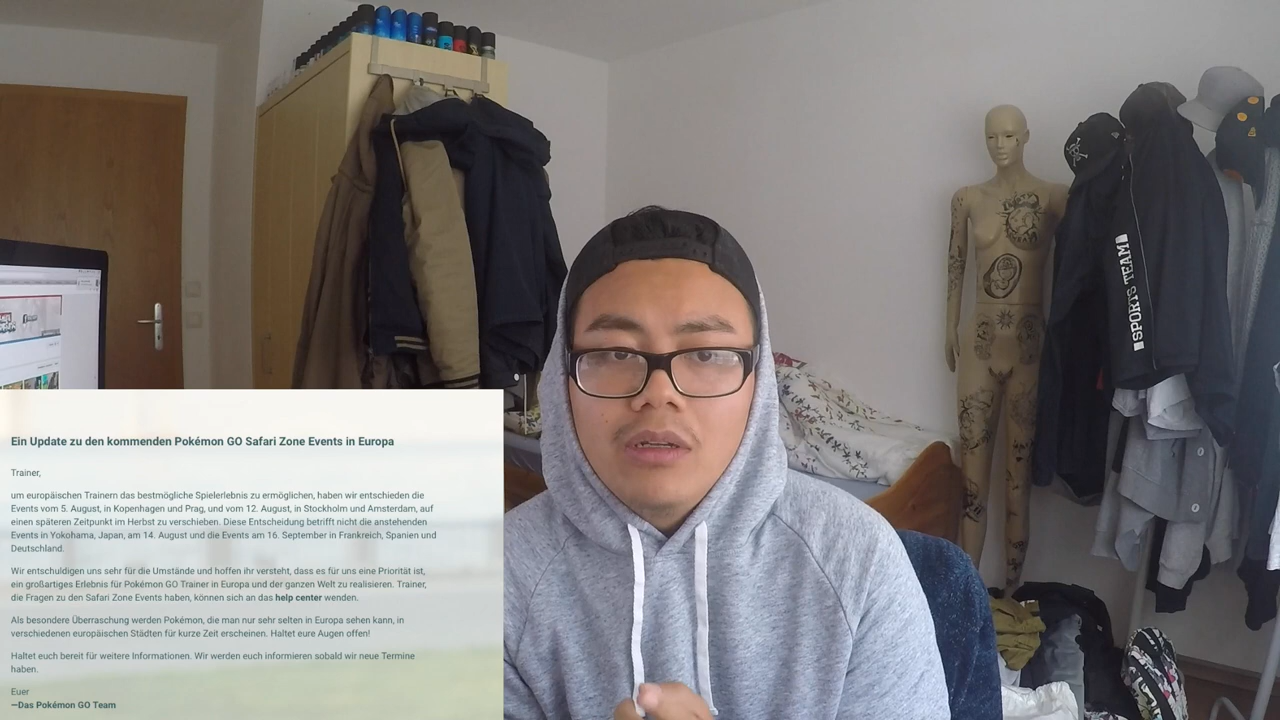 Ein Update zu den kommenden Pokémon GO Safari Zone Events in Europa
Trainer,
um europäischen Trainern das bestmögliche Spielerlebnis zu ermöglichen, haben wir entschieden die
Events vom 5. August, in Kopenhagen und Prag, und vom 12. August, in Stockholm und Amsterdam, auf
einen späteren Zeitpunkt im Herbst zu verschieben. Diese Entscheidung betrifft nicht die anstehenden
Events in Yokohama, Japan, am 14. August und die Events am 16. September in Frankreich, Spanien und
Deutschland.
Wir entschuldigen uns sehr für die Umstände und hoffen ihr versteht, dass es für uns eine Priorität ist,
ein großartiges Erlebnis für Pokémon GO Trainer in Europa und der ganzen Welt zu realisieren. Trainer,
die Fragen zu den Safari Zone Events haben, können sich an das help center wenden.
Als besondere Überraschung werden Pokémon, die man nur sehr selten in Europa sehen kann, in
verschiedenen europäischen Städten für kurze Zeit erscheinen. Haltet eure Augen offen!
Haltet euch bereit für weitere Informationen. Wir werden euch informieren sobald wir neue Termine
haben.
Euer
—Das Pokémon GO Team
SPORTS TEAM